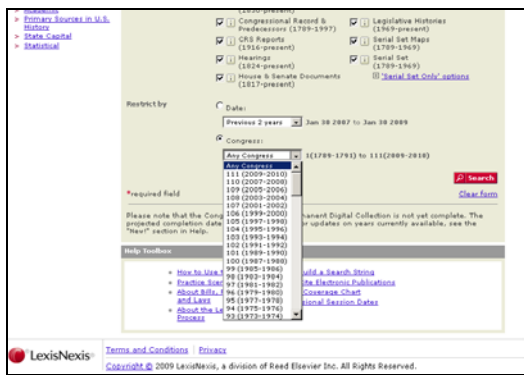 Academic
Primary Sources in U.S. History
State Capital
Statistical
(1830-present)
Congressional Record & Predecessors (1789-1997)
CRS Reports (1916-present)
Hearings (1824-present)
House & Senate Documents (1817-present)
Legislative Histories (1969-present)
Serial Set Maps (1789-1969)
Serial Set (1789-1969)
'Serial Set Only' options
Restrict by
Date:
Previous 2 years Jan 30 2007 to Jan 30 2009
Congress:
Any Congress 1(1789-1791) to 111(2009-2010)
Any Congress
111 (2009-2010)
110 (2007-2008)
109 (2005-2006)
108 (2003-2004)
107 (2001-2002)
106 (1999-2000)
105 (1997-1998)
104 (1995-1996)
103 (1993-1994)
102 (1991-1992)
101 (1989-1990)
100 (1987-1988)
99 (1985-1986)
98 (1983-1984)
97 (1981-1982)
96 (1979-1980)
95 (1977-1978)
94 (1975-1976)
93 (1973-1974)
Search
*required field
Clear form
Please note that the Cong manent Digital Collection is not yet complete. The
projected completion date or updates on years currently available, see the
"New!" section in Help.
Help Toolbox
How to Use
Practice Sear
About Bills,
and Laws
About the Le
Process
uild a Search String
ite Electronic Publications
Coverage Chart
sional Session Dates
LexisNexis
Terms and Conditions | Privacy
Copyright © 2009 LexisNexis, a division of Reed Elsevier Inc. All Rights Reserved.